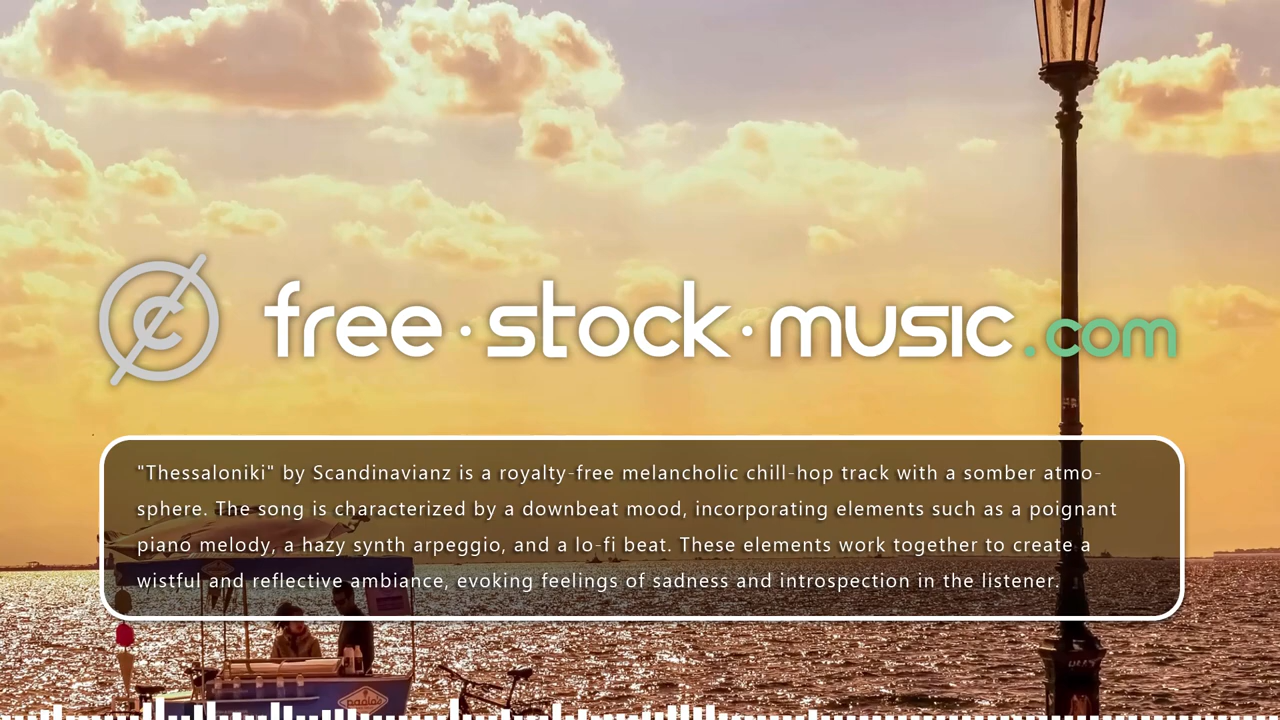 free·stock·music.com
"Thessaloniki" by Scandinavianz is a royalty-free melancholic chill-hop track with a somber atmo-
sphere. The song is characterized by a downbeat mood, incorporating elements such as a poignant
piano melody, a hazy synth arpeggio, and a lo-fi beat. These elements work together to create a
wistful and reflective ambiance, evoking feelings of sadness and introspection in the listener.